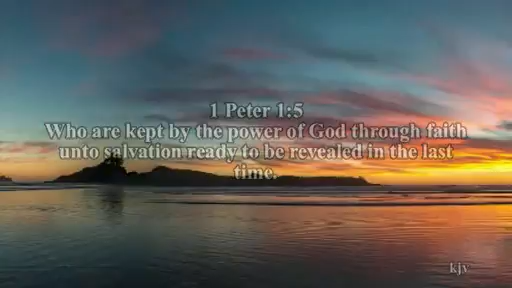 1 Peter 1:5
Who are kept by the power of God through faith
unto salvation ready to be revealed in the last
time.
kjv